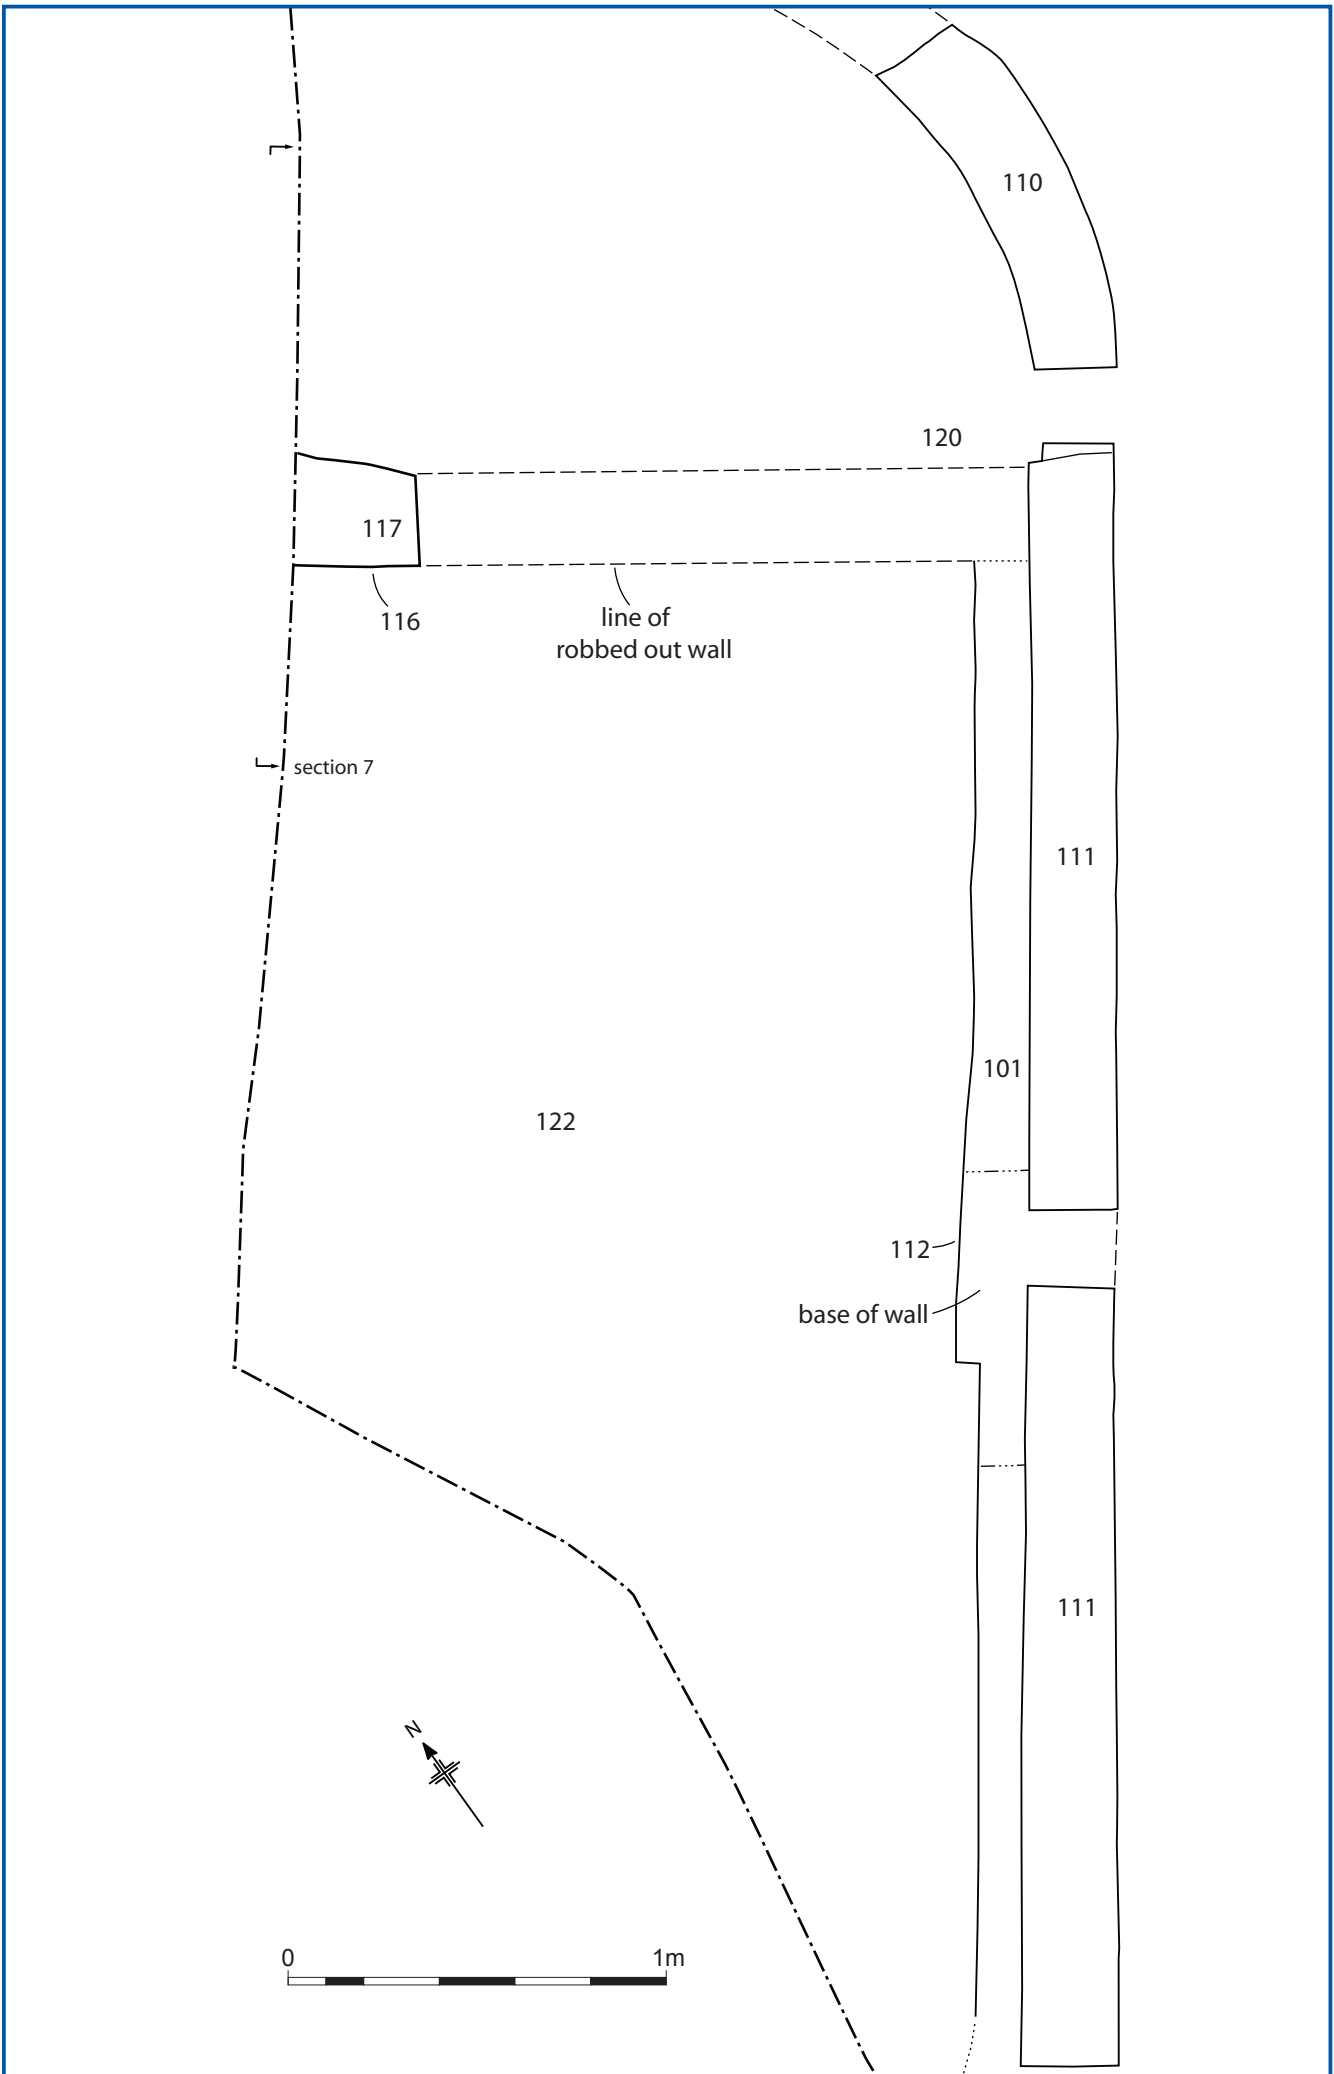 110
120
117
116
line of
robbed out wall
section 7
111
101
122
112
base of wall
111
N
0 1m